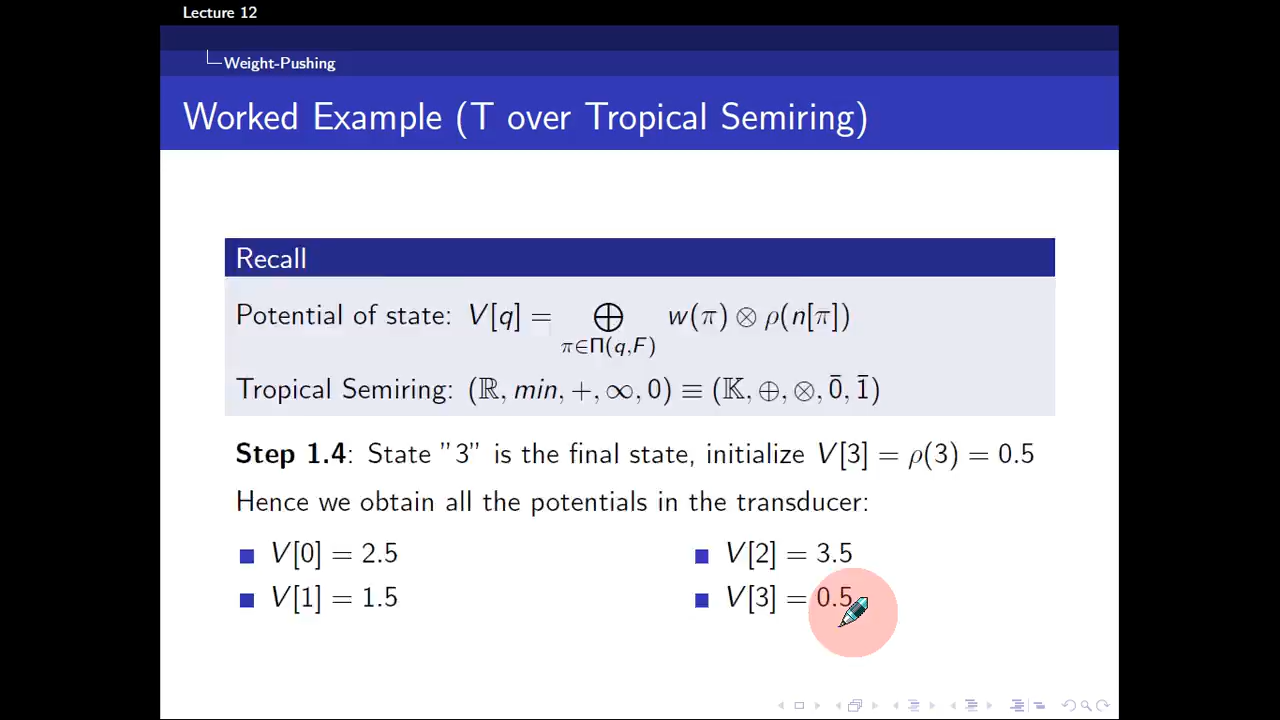 Lecture 12
Weight-Pushing
Worked Example (T over Tropical Semiring)
Recall
Potential of state: V[q] = ⨁ w(π) ⊗ ρ(n[π])
π∈Π(q,F)
Tropical Semiring: (ℝ, min, +, ∞, 0) ≡ (𝕂, ⊕, ⊗, 0̄, 1̄)
Step 1.4: State "3" is the final state, initialize V[3] = ρ(3) = 0.5
Hence we obtain all the potentials in the transducer:
V[0] = 2.5
V[1] = 1.5
V[2] = 3.5
V[3] = 0.5